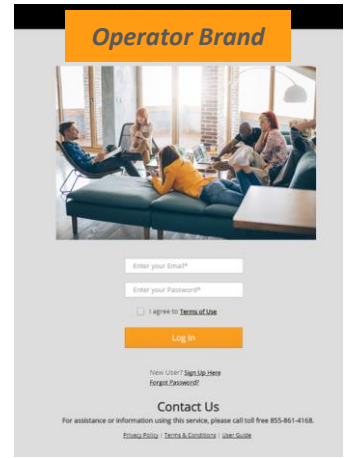 Operator Brand
Enter your Email*
Enter your Password*
I agree to Terms of Use
Log In
New User? Sign Up Here
Forgot Password?
Contact Us
For assistance or information using this service, please call toll free 855-861-4168.
Privacy Policy | Terms & Conditions | User Guide